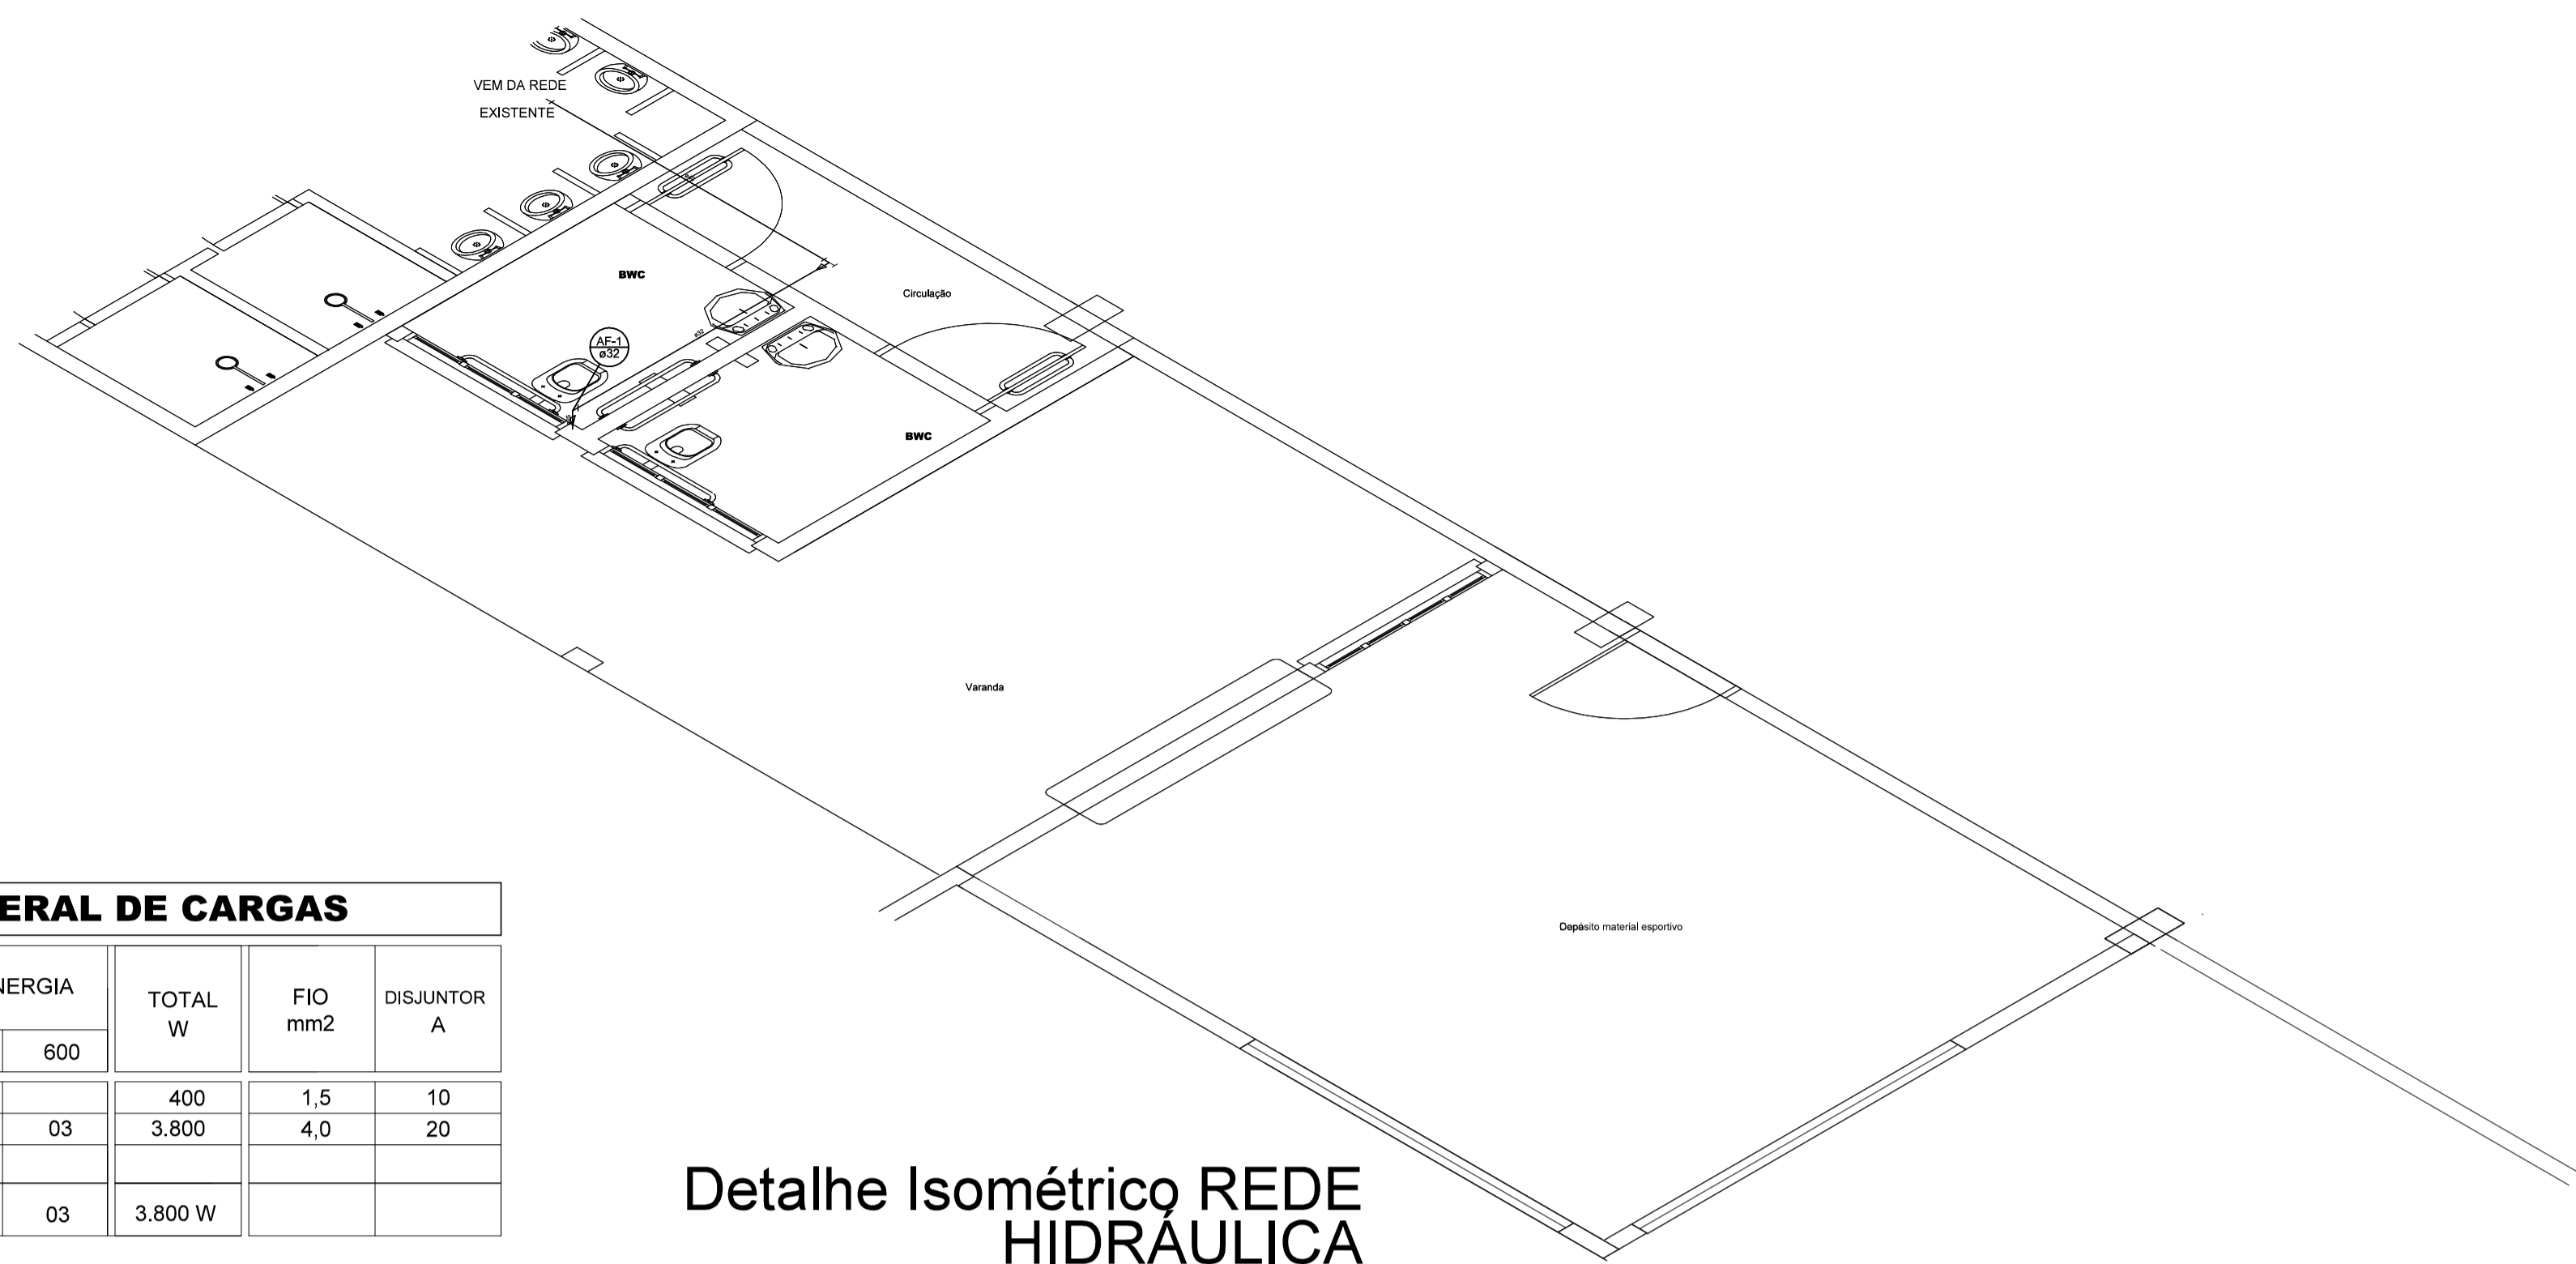 VEM DA REDE
EXISTENTE
BWC
Circulação
AF-1
ø32
ø32
BWC
Varanda
Depósito material esportivo
ERAL DE CARGAS
NERGIA
TOTAL
W
FIO
mm2
DISJUNTOR
A
600
400 1,5 10
03 3.800 4,0 20
03 3.800 W
Detalhe Isométrico REDE
HIDRÁULICA